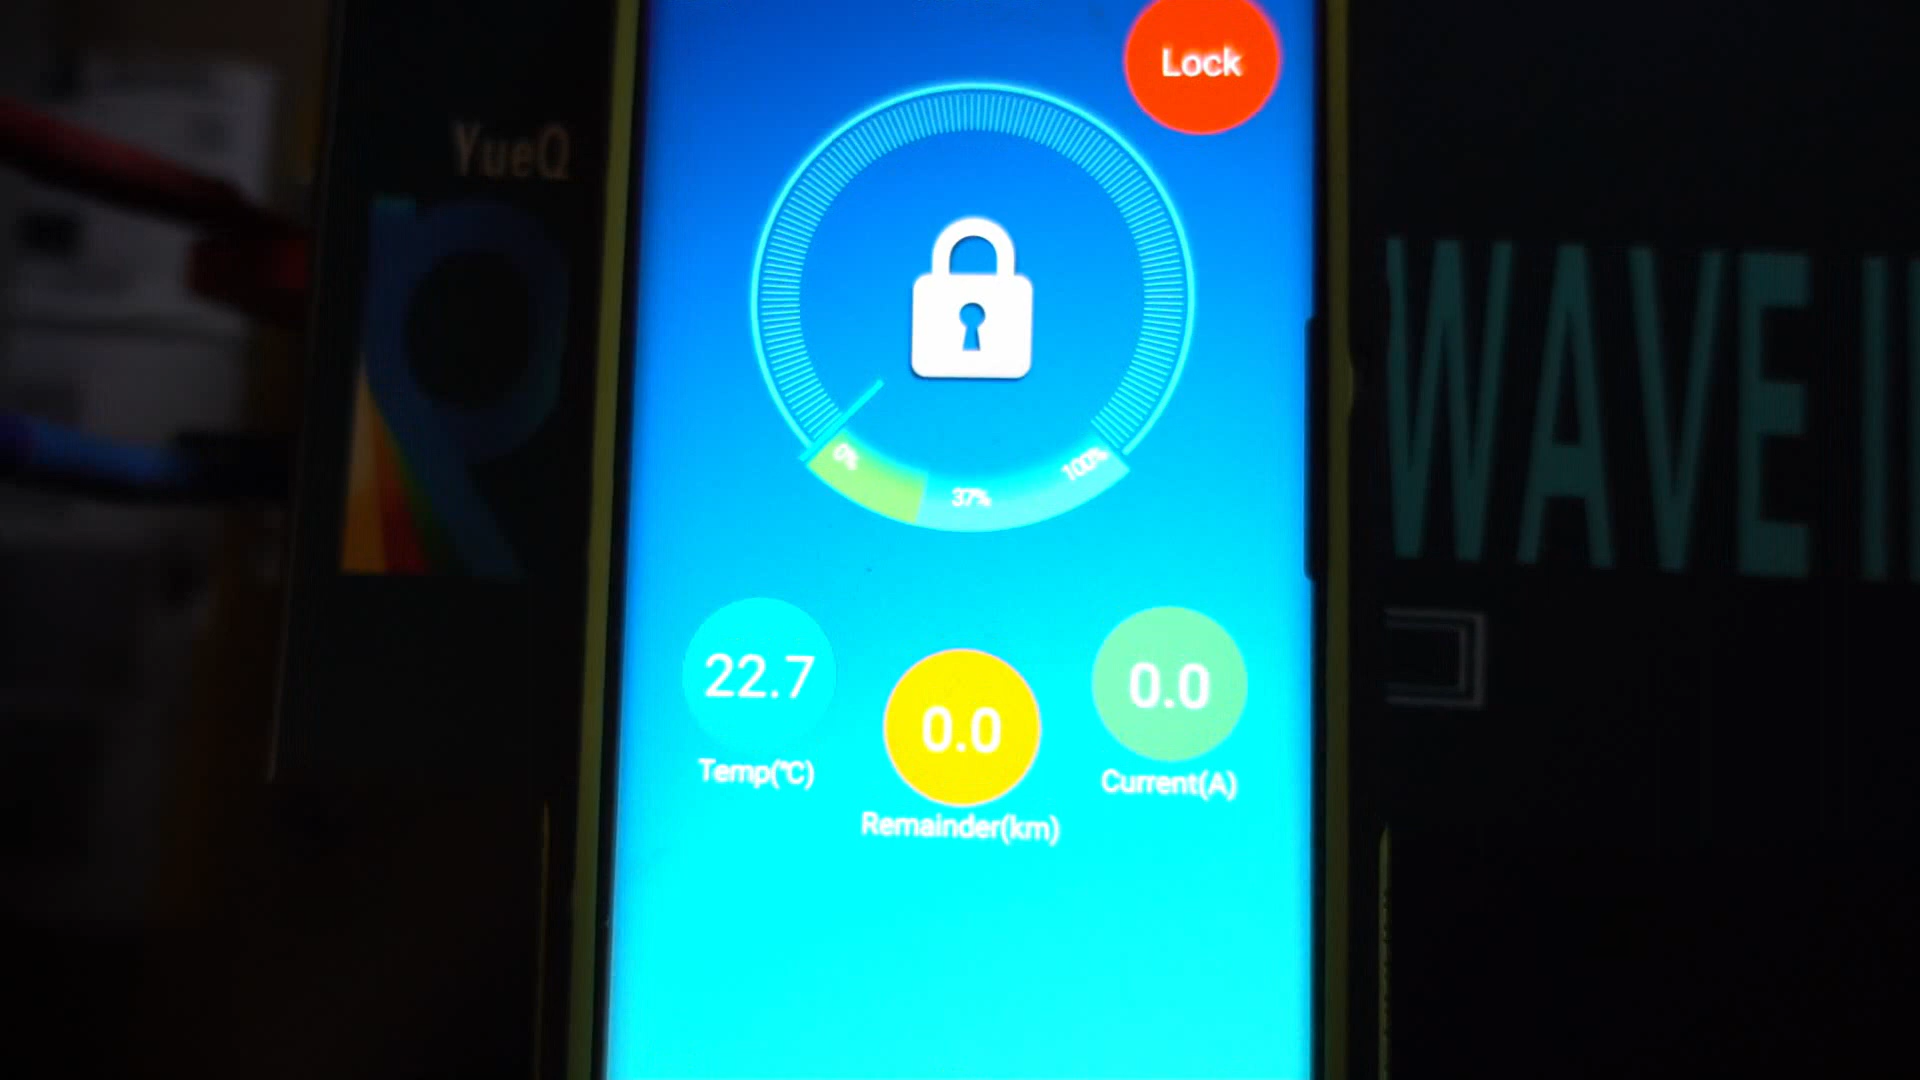 Lock
YueQ
0%
37%
100%
22.7
0.0
0.0
Temp(℃)
Remainder(km)
Current(A)
WAVE